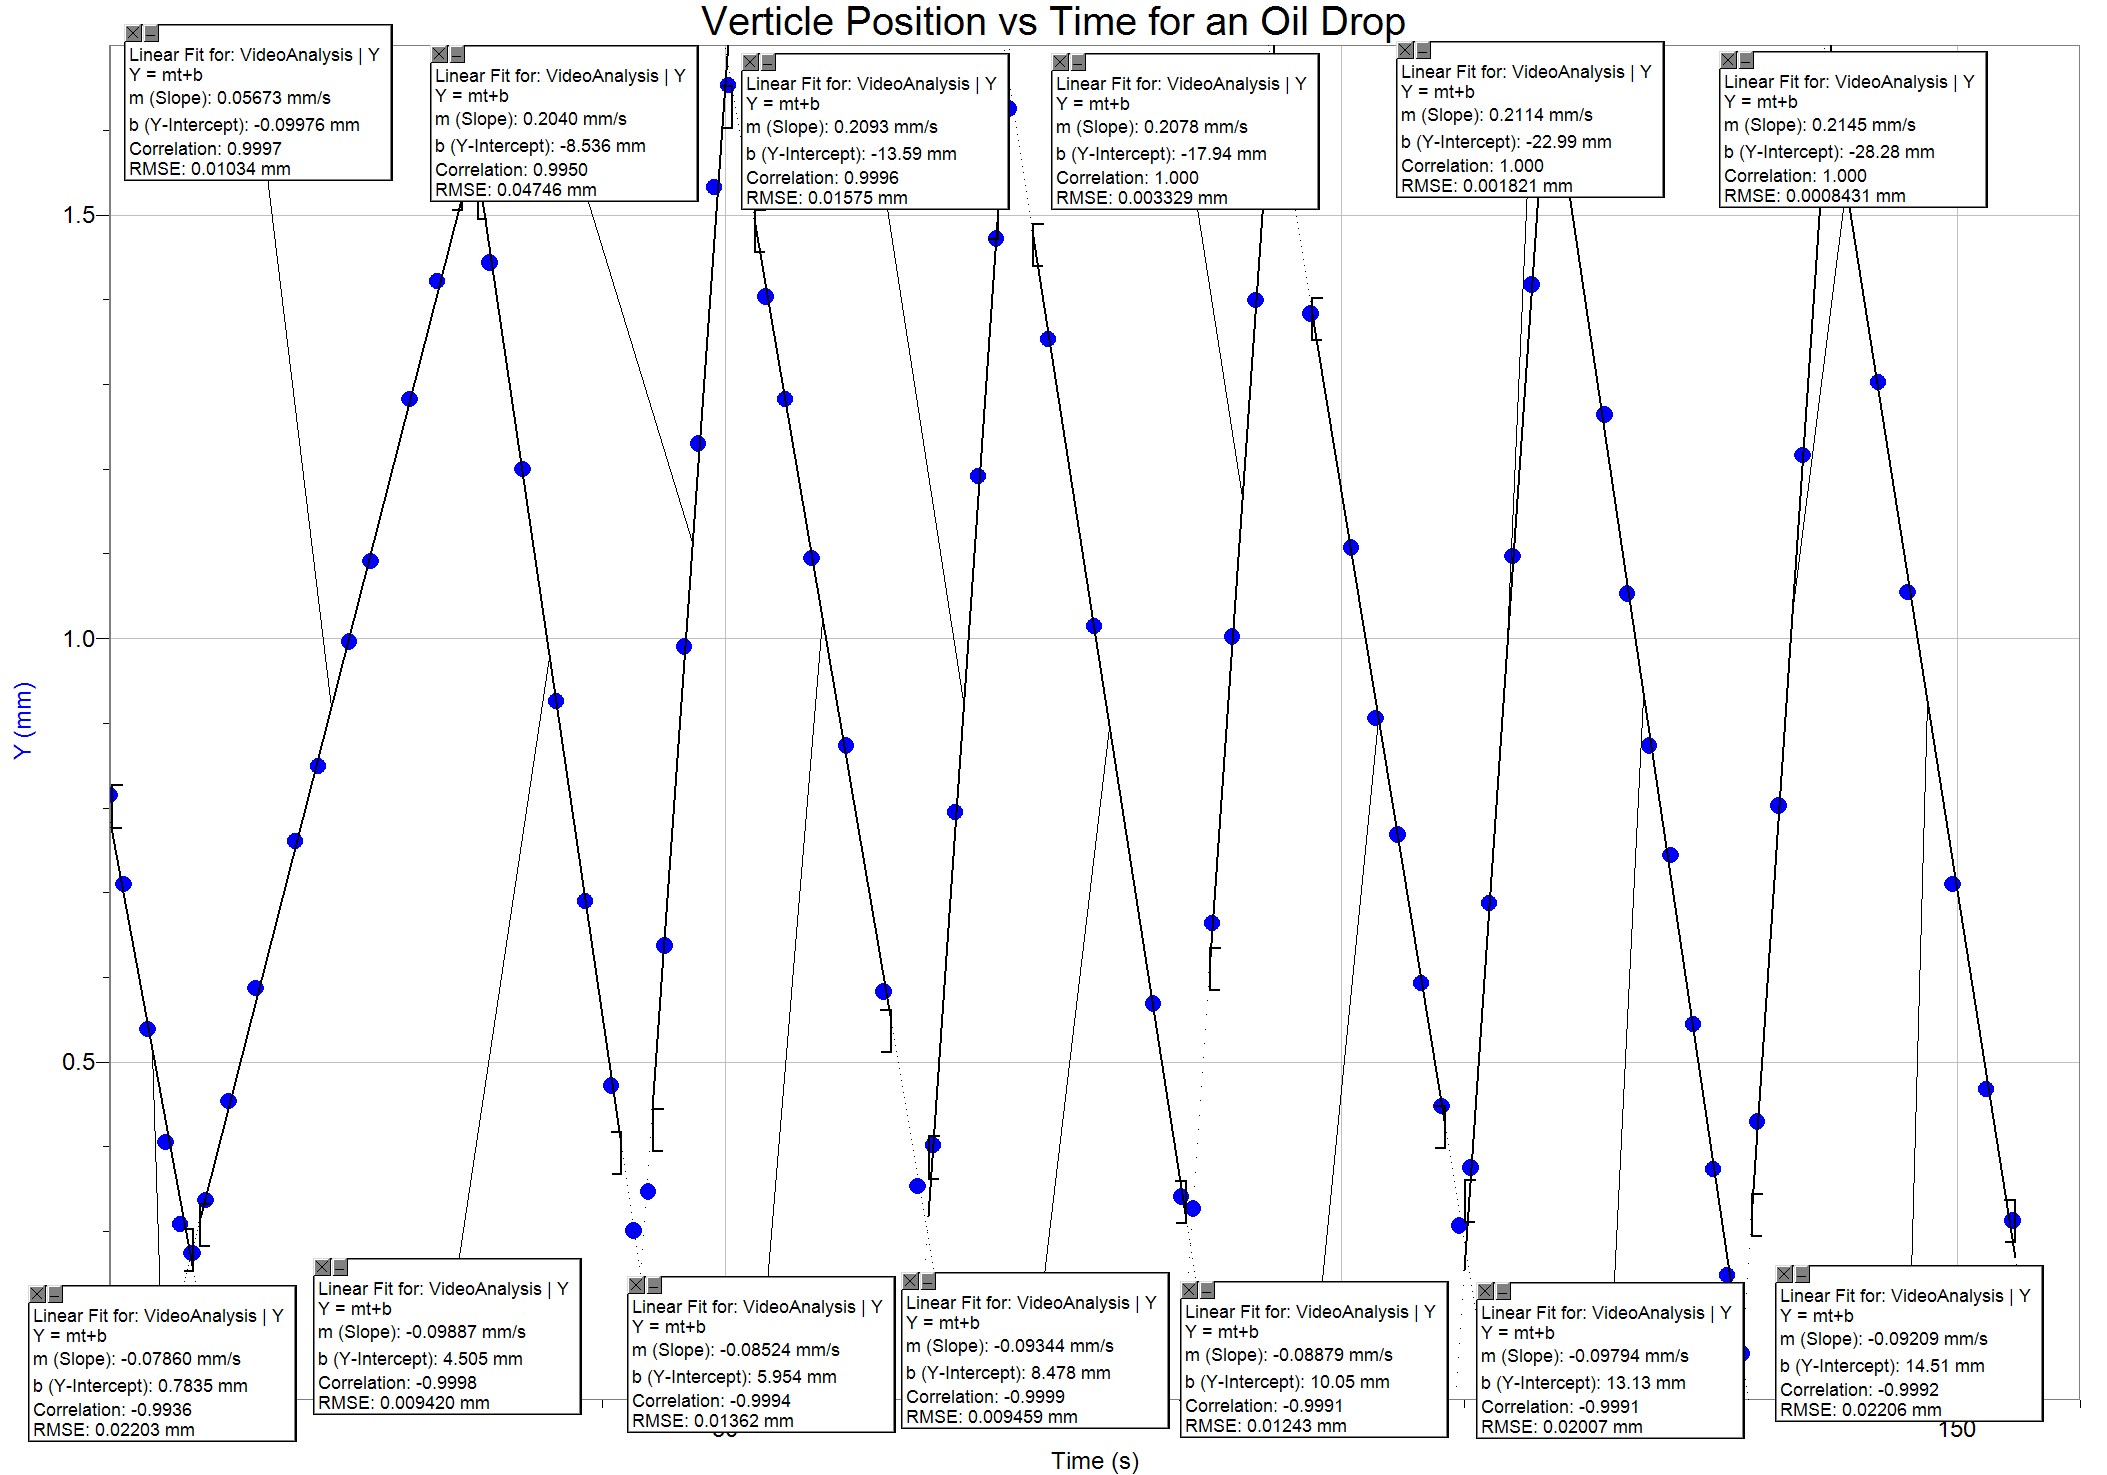 Verticle Position vs Time for an Oil Drop
Linear Fit for: VideoAnalysis | Y
Y = mt+b
m (Slope): 0.05673 mm/s
b (Y-Intercept): -0.09976 mm
Correlation: 0.9997
RMSE: 0.01034 mm
Linear Fit for: VideoAnalysis | Y
Y = mt+b
m (Slope): 0.2040 mm/s
b (Y-Intercept): -8.536 mm
Correlation: 0.9950
RMSE: 0.04746 mm
Linear Fit for: VideoAnalysis | Y
Y = mt+b
m (Slope): 0.2093 mm/s
b (Y-Intercept): -13.59 mm
Correlation: 0.9996
RMSE: 0.01575 mm
Linear Fit for: VideoAnalysis | Y
Y = mt+b
m (Slope): 0.2078 mm/s
b (Y-Intercept): -17.94 mm
Correlation: 1.000
RMSE: 0.003329 mm
Linear Fit for: VideoAnalysis | Y
Y = mt+b
m (Slope): 0.2114 mm/s
b (Y-Intercept): -22.99 mm
Correlation: 1.000
RMSE: 0.001821 mm
Linear Fit for: VideoAnalysis | Y
Y = mt+b
m (Slope): 0.2145 mm/s
b (Y-Intercept): -28.28 mm
Correlation: 1.000
RMSE: 0.0008431 mm
1.5
1.0
0.5
Y (mm)
Linear Fit for: VideoAnalysis | Y
Y = mt+b
m (Slope): -0.07860 mm/s
b (Y-Intercept): 0.7835 mm
Correlation: -0.9936
RMSE: 0.02203 mm
Linear Fit for: VideoAnalysis | Y
Y = mt+b
m (Slope): -0.09887 mm/s
b (Y-Intercept): 4.505 mm
Correlation: -0.9998
RMSE: 0.009420 mm
Linear Fit for: VideoAnalysis | Y
Y = mt+b
m (Slope): -0.08524 mm/s
b (Y-Intercept): 5.954 mm
Correlation: -0.9994
RMSE: 0.01362 mm
Linear Fit for: VideoAnalysis | Y
Y = mt+b
m (Slope): -0.09344 mm/s
b (Y-Intercept): 8.478 mm
Correlation: -0.9999
RMSE: 0.009459 mm
Linear Fit for: VideoAnalysis | Y
Y = mt+b
m (Slope): -0.08879 mm/s
b (Y-Intercept): 10.05 mm
Correlation: -0.9991
RMSE: 0.01243 mm
Linear Fit for: VideoAnalysis | Y
Y = mt+b
m (Slope): -0.09794 mm/s
b (Y-Intercept): 13.13 mm
Correlation: -0.9991
RMSE: 0.02007 mm
Linear Fit for: VideoAnalysis | Y
Y = mt+b
m (Slope): -0.09209 mm/s
b (Y-Intercept): 14.51 mm
Correlation: -0.9992
RMSE: 0.02206 mm
150
Time (s)